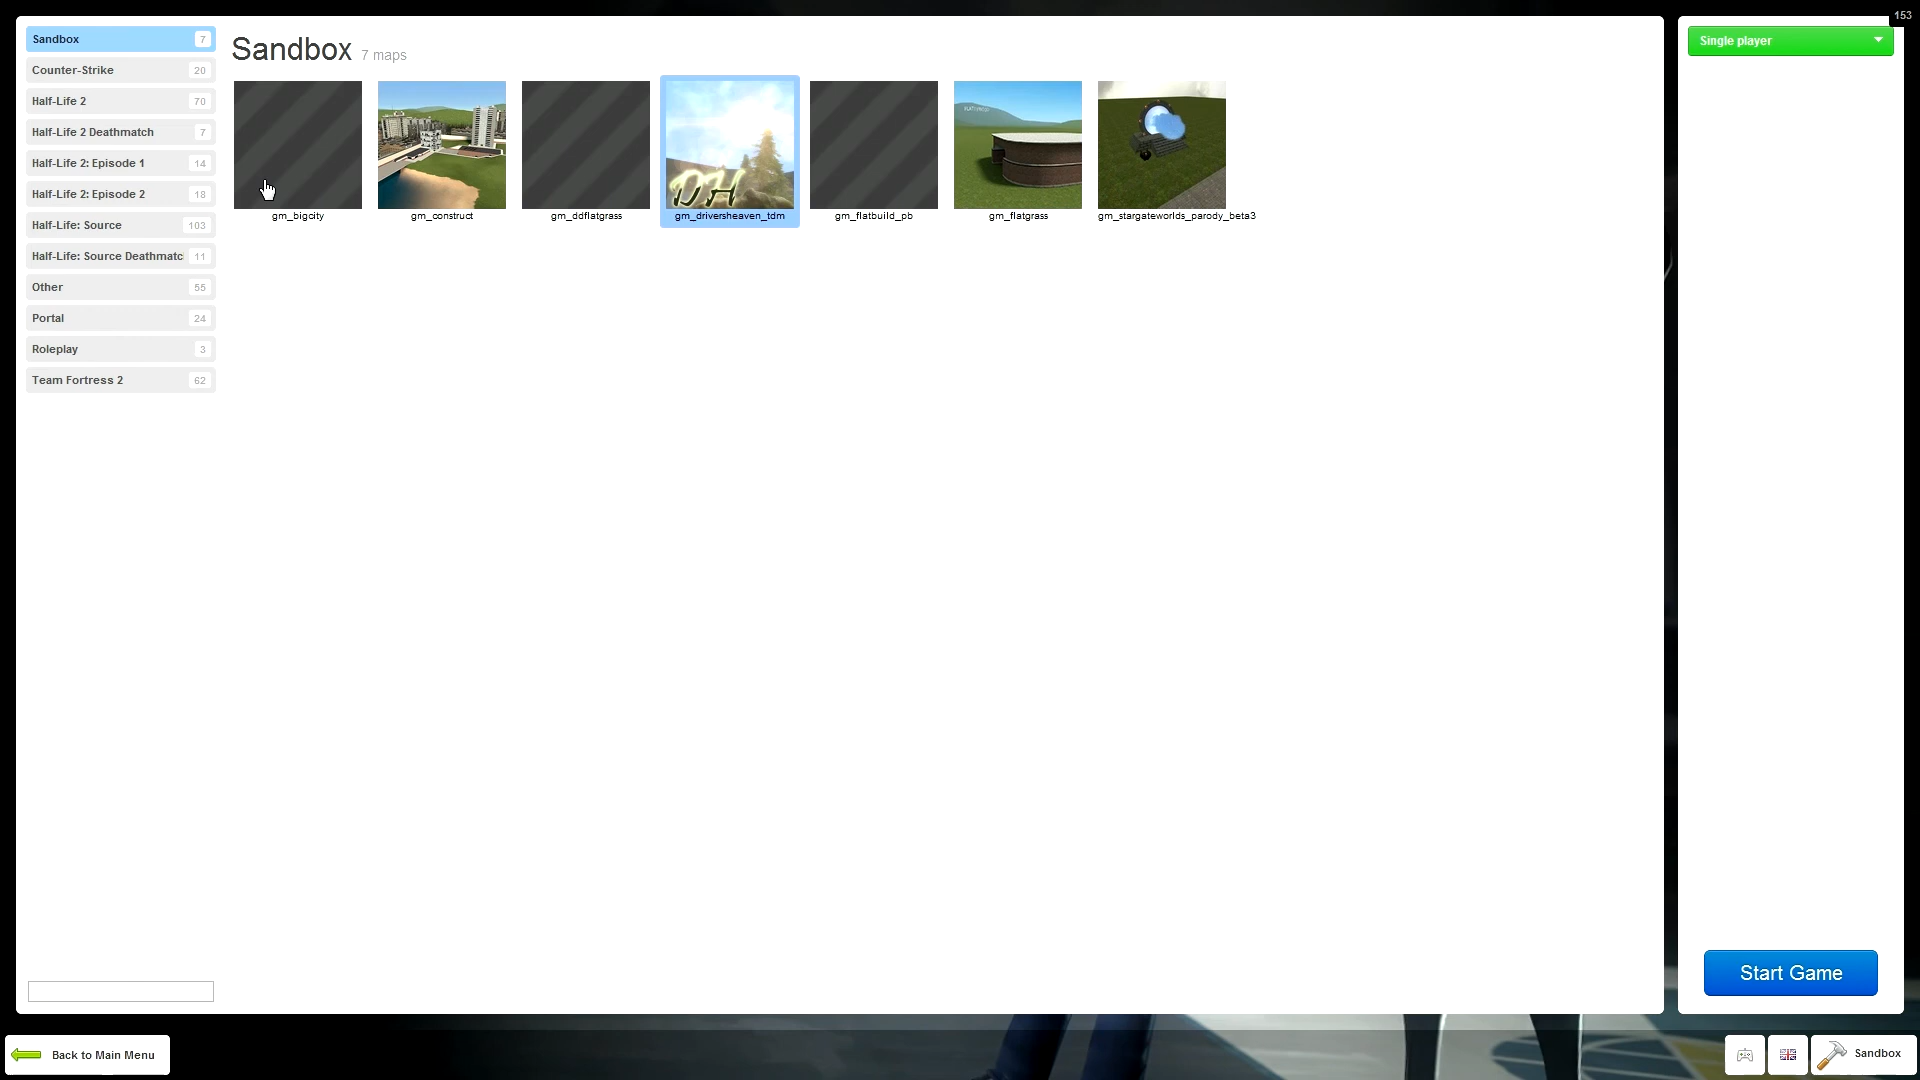 153
Sandbox 7
Counter-Strike 20
Half-Life 2 70
Half-Life 2 Deathmatch 7
Half-Life 2: Episode 1 14
Half-Life 2: Episode 2 18
Half-Life: Source 103
Half-Life: Source Deathmatc 11
Other 55
Portal 24
Roleplay 3
Team Fortress 2 62
Sandbox 7 maps
DH
gm_bigcity
gm_construct
gm_ddflatgrass
gm_driversheaven_tdm
gm_flatbuild_pb
gm_flatgrass
gm_stargateworlds_parody_beta3
Single player
Start Game
Back to Main Menu
Sandbox